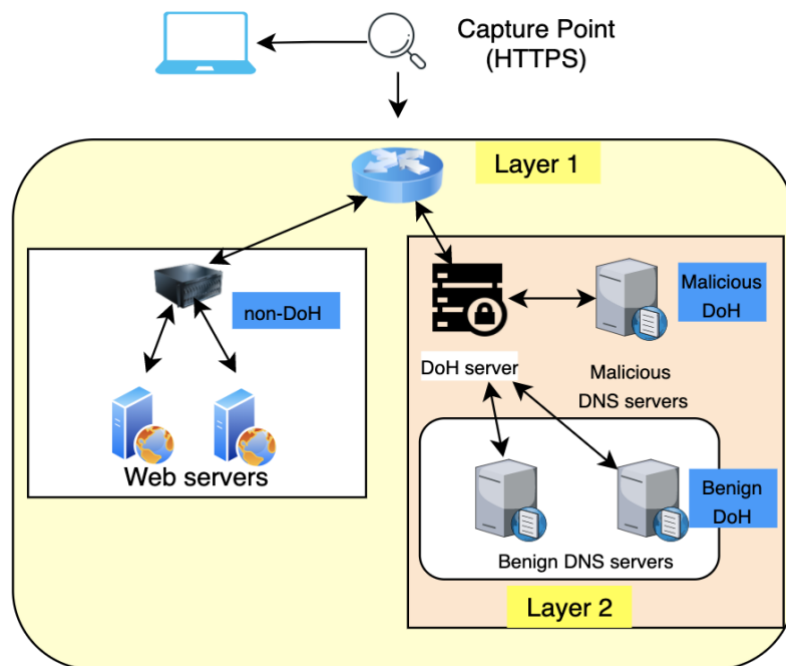 Capture Point
(HTTPS)
Layer 1
non-DoH
Malicious
DoH
DoH server
Malicious
DNS servers
Web servers
Benign
DoH
Benign DNS servers
Layer 2